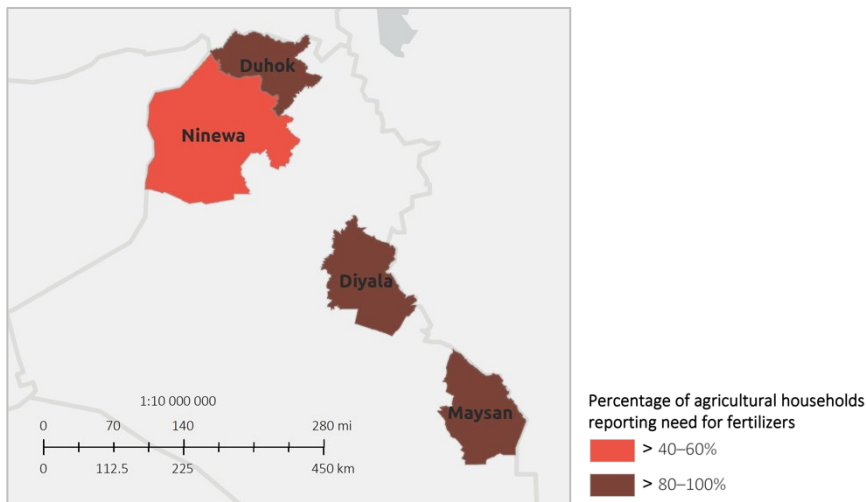 Duhok
Ninewa
Diyala
Maysan
1:10 000 000
0 70 140 280 mi
0 112.5 225 450 km
Percentage of agricultural households
reporting need for fertilizers
> 40–60%
> 80–100%